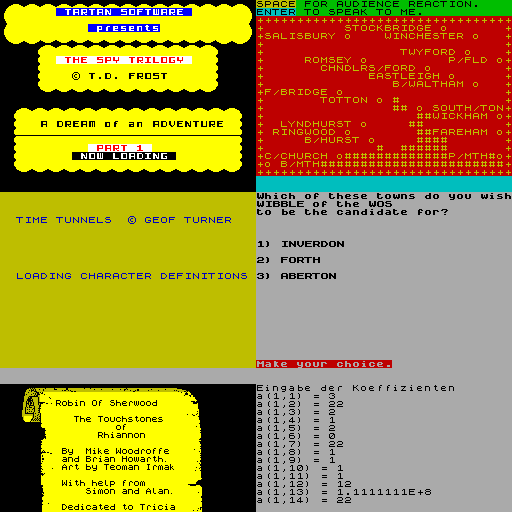 TARTAN SOFTWARE
presents
THE SPY TRILOGY
© T.D. FROST
A DREAM of an ADVENTURE
PART 1
NOW LOADING
SPACE FOR AUDIENCE REACTION.
ENTER TO SPEAK TO ME.
STOCKBRIDGE o
SALISBURY o WINCHESTER o
TWYFORD o
ROMSEY o P/FLD o
CHNDLRS/FORD o
EASTLEIGH o
B/WALTHAM o
F/BRIDGE o
TOTTON o #
## o SOUTH/TON
##WICKHAM o
LYNDHURST o ##
RINGWOOD o ##FAREHAM o
B/HURST o ####
# o #####
C/CHURCH o###############P/MTH#o
o B/MTH######################
TIME TUNNELS © GEOF TURNER
LOADING CHARACTER DEFINITIONS
Which of these towns do you wish
WIBBLE of the WOS
to be the candidate for?
1) INVERDON
2) FORTH
3) ABERTON
Make your choice.
Robin Of Sherwood
The Touchstones
of
Rhiannon
By Mike Woodroffe
and Brian Howarth.
Art by Teoman Irmak
With help from
Simon and Alan.
Dedicated to Tricia
Eingabe der Koeffizienten
a(1,1) = 3
a(1,2) = 22
a(1,3) = 2
a(1,4) = 1
a(1,5) = 2
a(1,6) = 0
a(1,7) = 22
a(1,8) = 1
a(1,9) = 1
a(1,10) = 1
a(1,11) = 1
a(1,12) = 12
a(1,13) = 1.1111111E+8
a(1,14) = 22